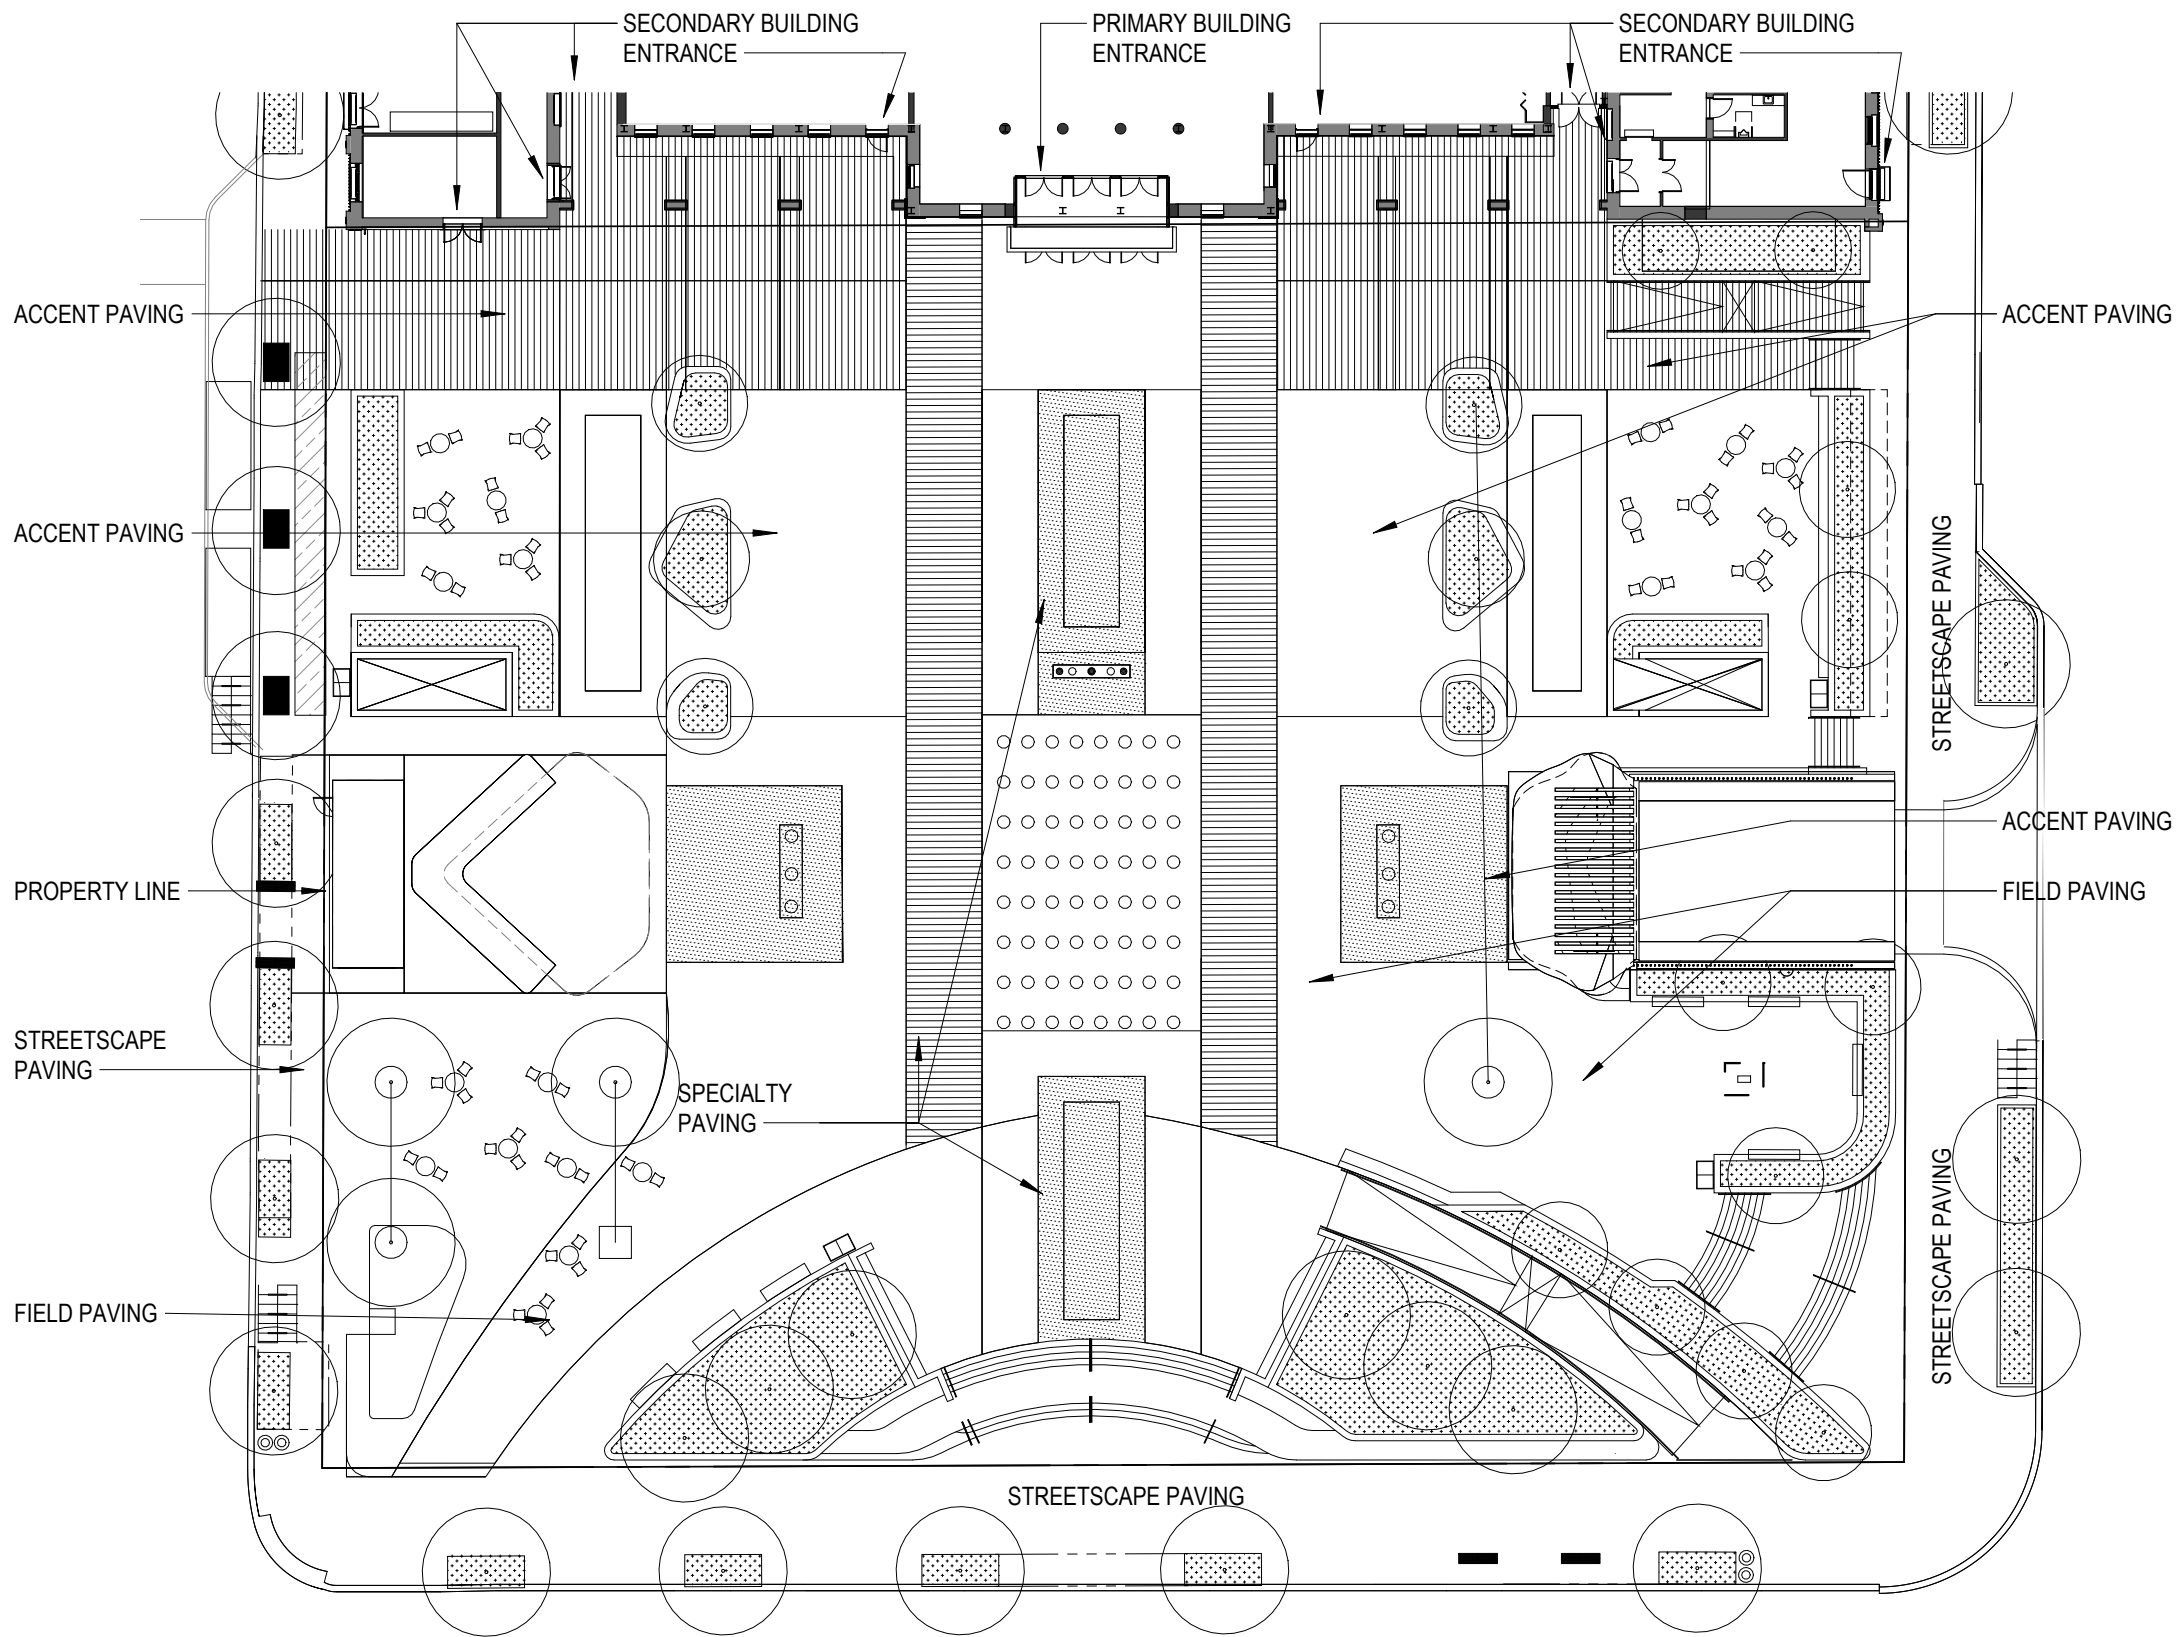 SECONDARY BUILDING
ENTRANCE
PRIMARY BUILDING
ENTRANCE
SECONDARY BUILDING
ENTRANCE
ACCENT PAVING
ACCENT PAVING
ACCENT PAVING
STREETSCAPE PAVING
ACCENT PAVING
PROPERTY LINE
FIELD PAVING
STREETSCAPE
PAVING
SPECIALTY
PAVING
STREETSCAPE PAVING
FIELD PAVING
STREETSCAPE PAVING